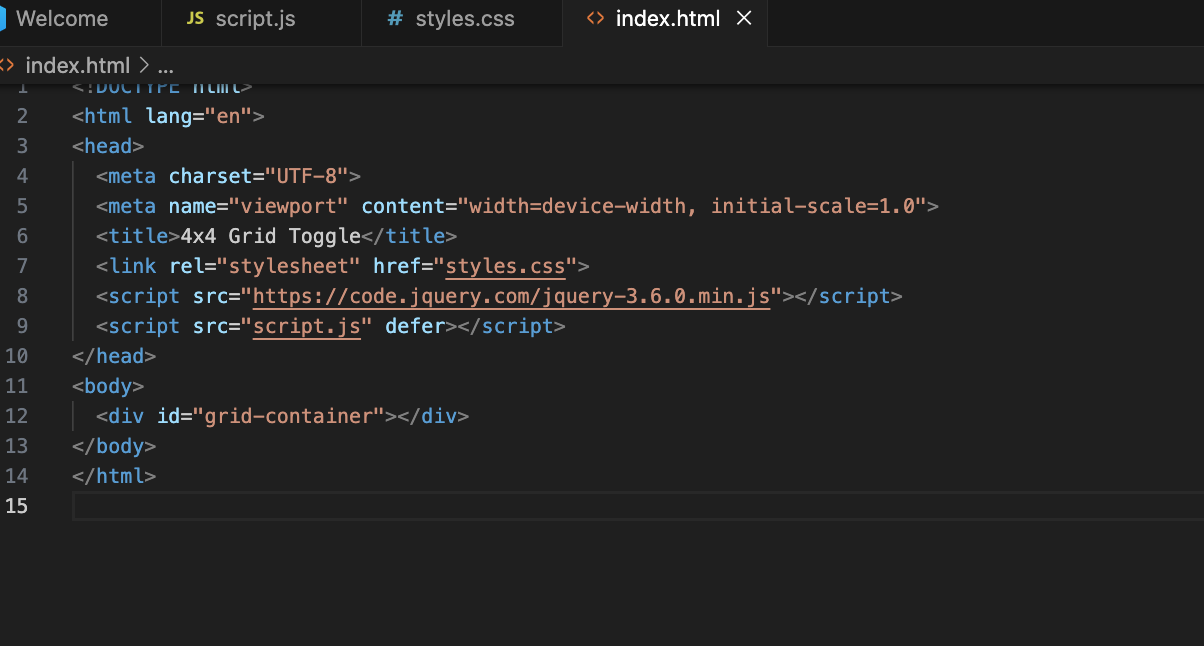 Welcome
JS script.js
# styles.css
<> index.html ×
<> index.html > ...
1 <!DOCTYPE html>
2 <html lang="en">
3 <head>
4 <meta charset="UTF-8">
5 <meta name="viewport" content="width=device-width, initial-scale=1.0">
6 <title>4x4 Grid Toggle</title>
7 <link rel="stylesheet" href="styles.css">
8 <script src="https://code.jquery.com/jquery-3.6.0.min.js"></script>
9 <script src="script.js" defer></script>
10 </head>
11 <body>
12 <div id="grid-container"></div>
13 </body>
14 </html>
15